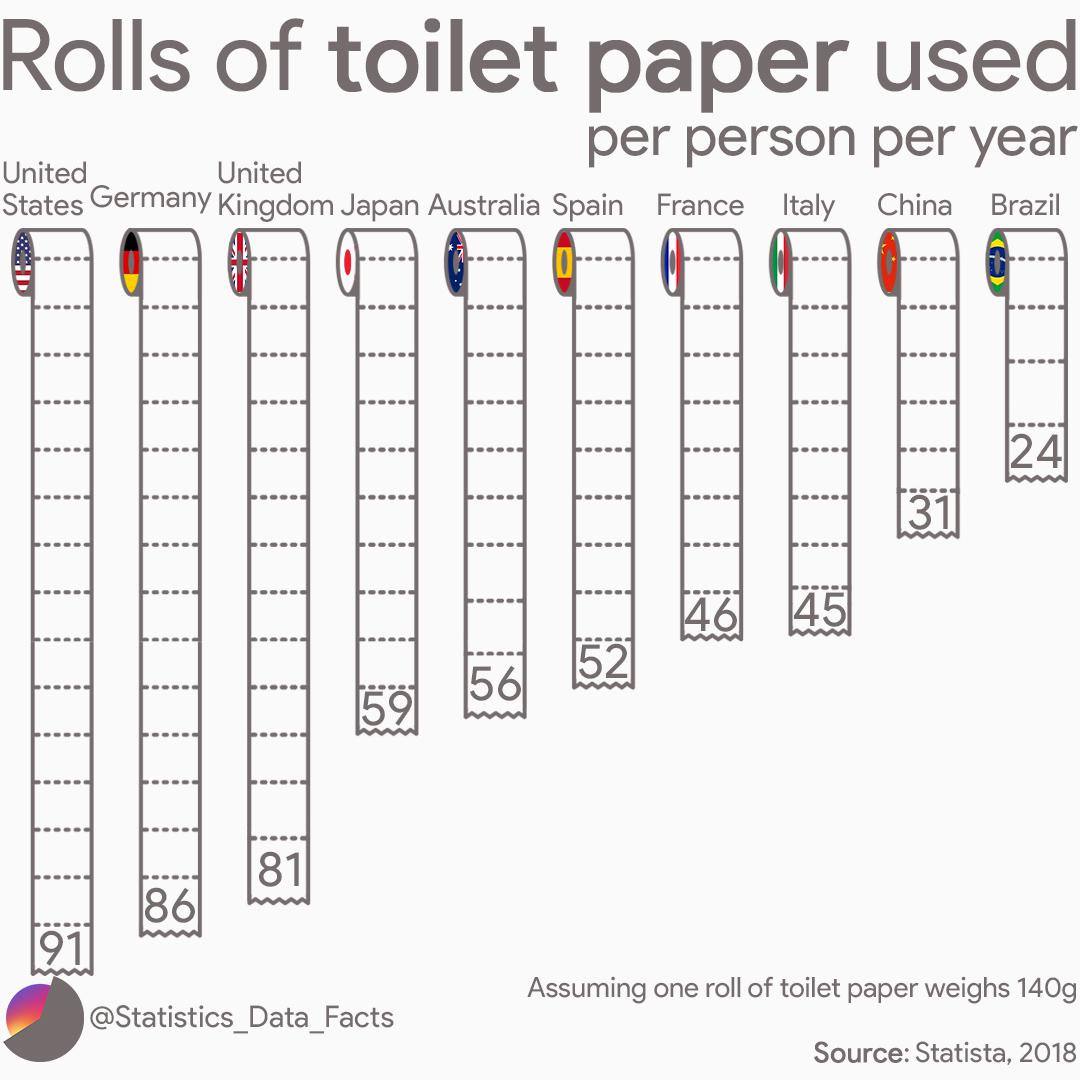 Rolls of toilet paper used
per person per year
United
States
Germany
United
Kingdom
Japan
Australia
Spain
France
Italy
China
Brazil
91
86
81
59
56
52
46
45
31
24
@Statistics_Data_Facts
Assuming one roll of toilet paper weighs 140g
Source: Statista, 2018